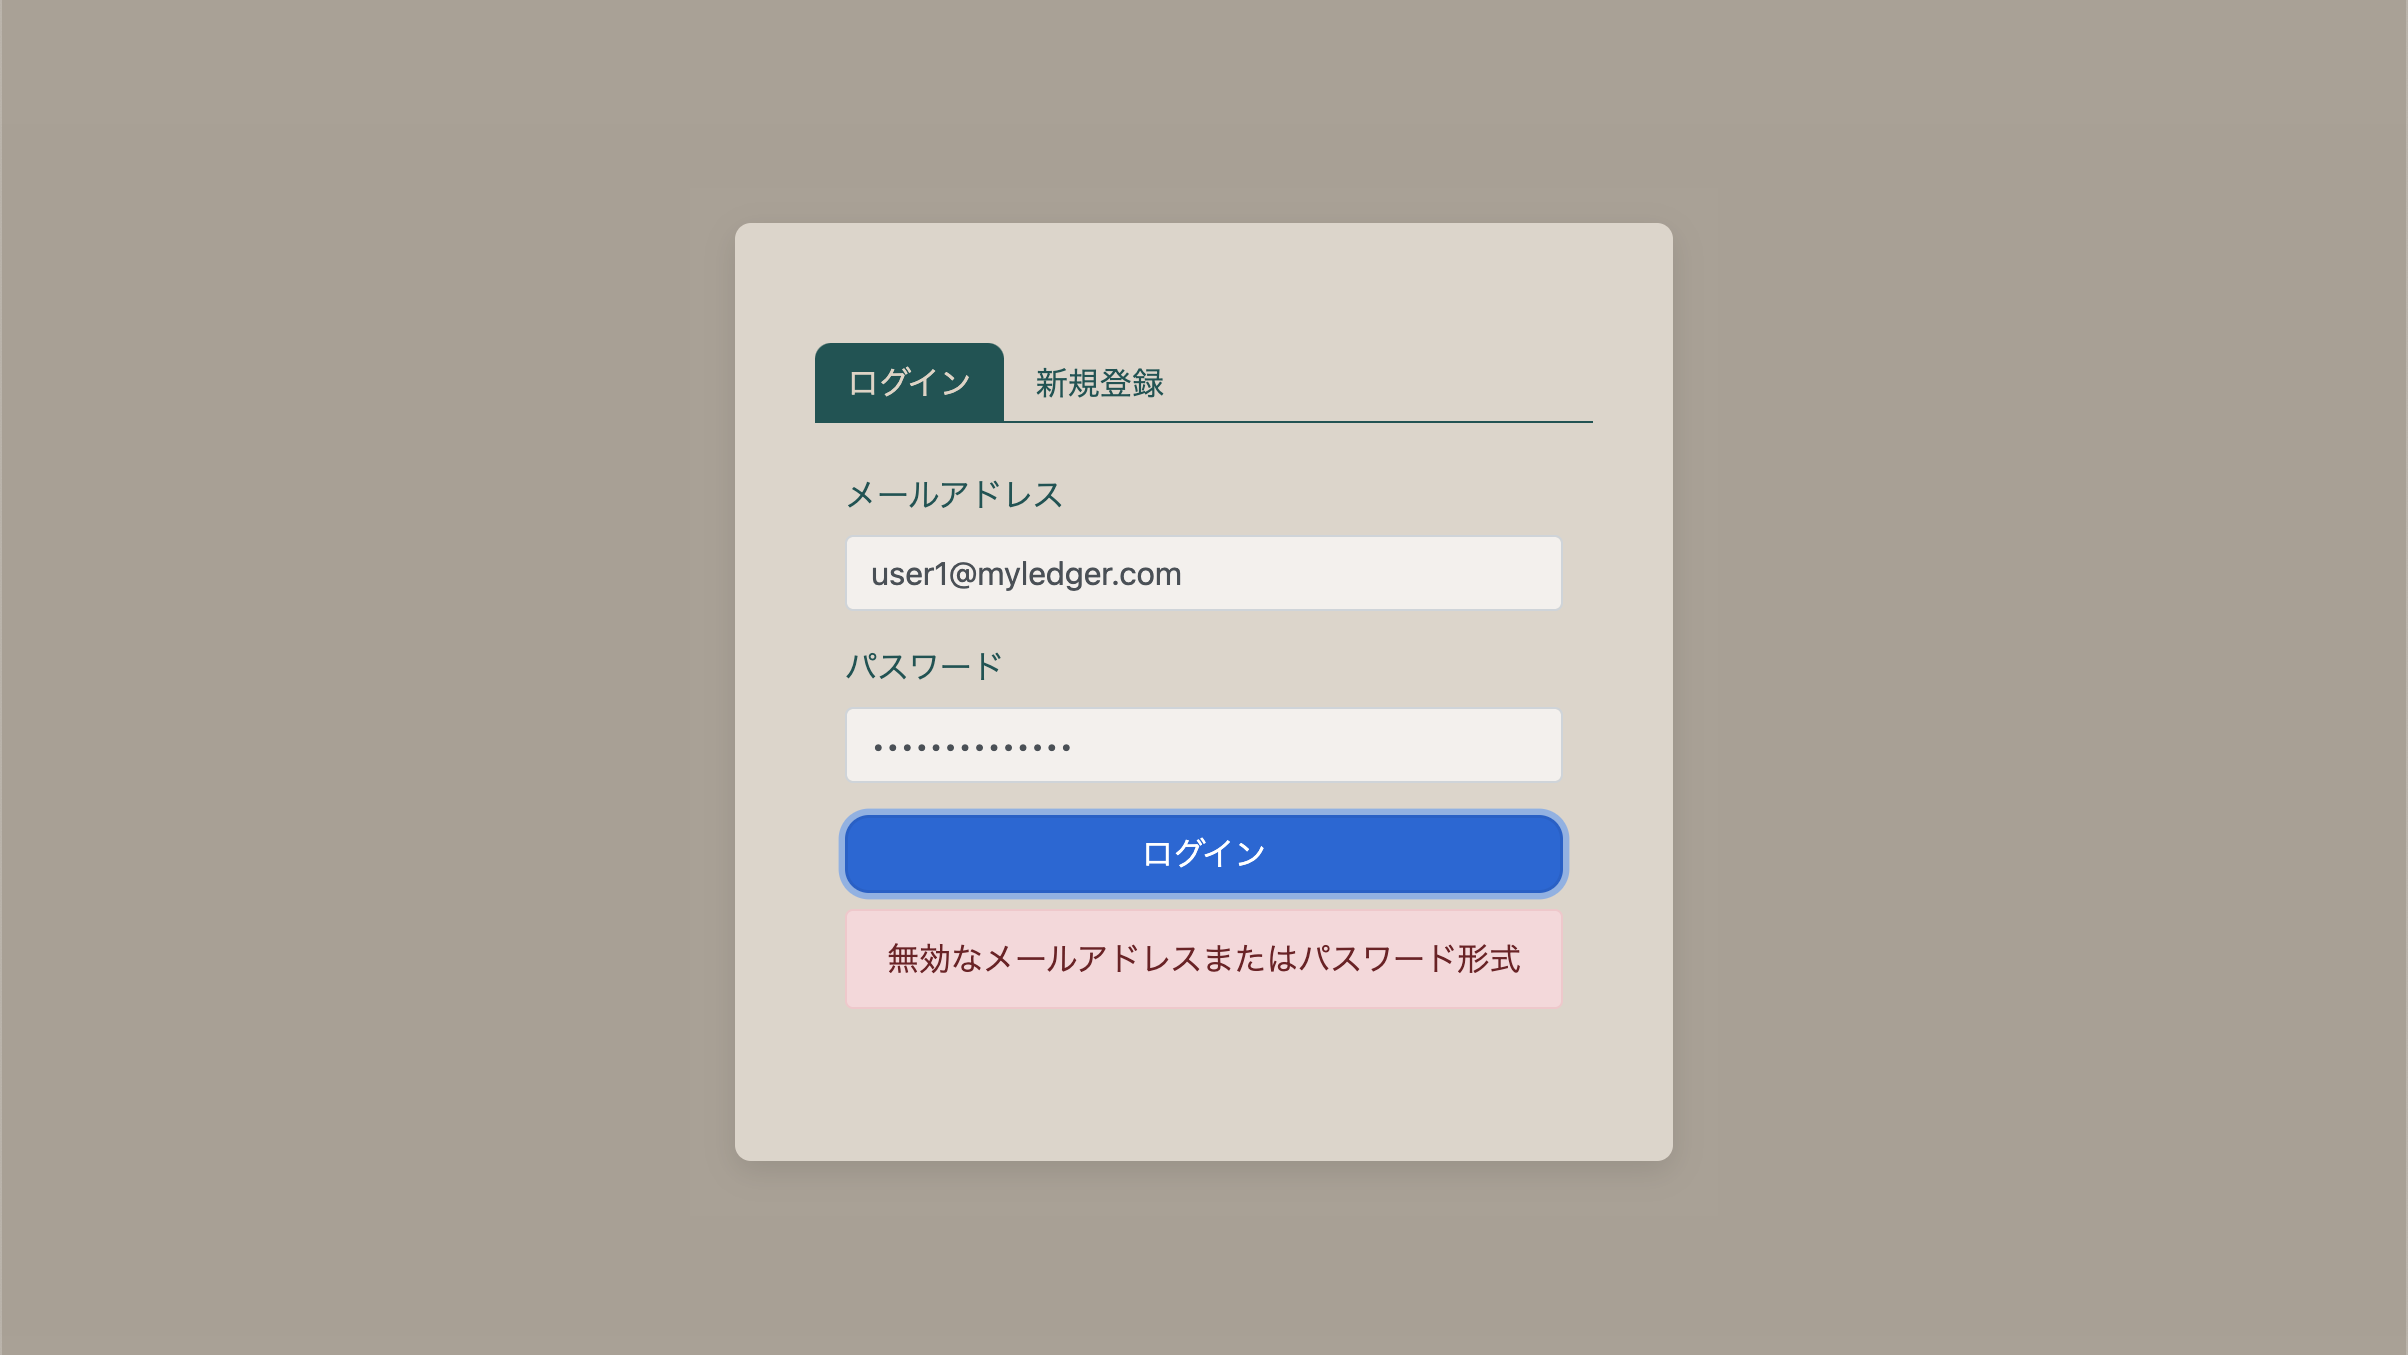 ログイン 新規登録
メールアドレス
user1@myledger.com
パスワード
••••••••••••••
ログイン
無効なメールアドレスまたはパスワード形式